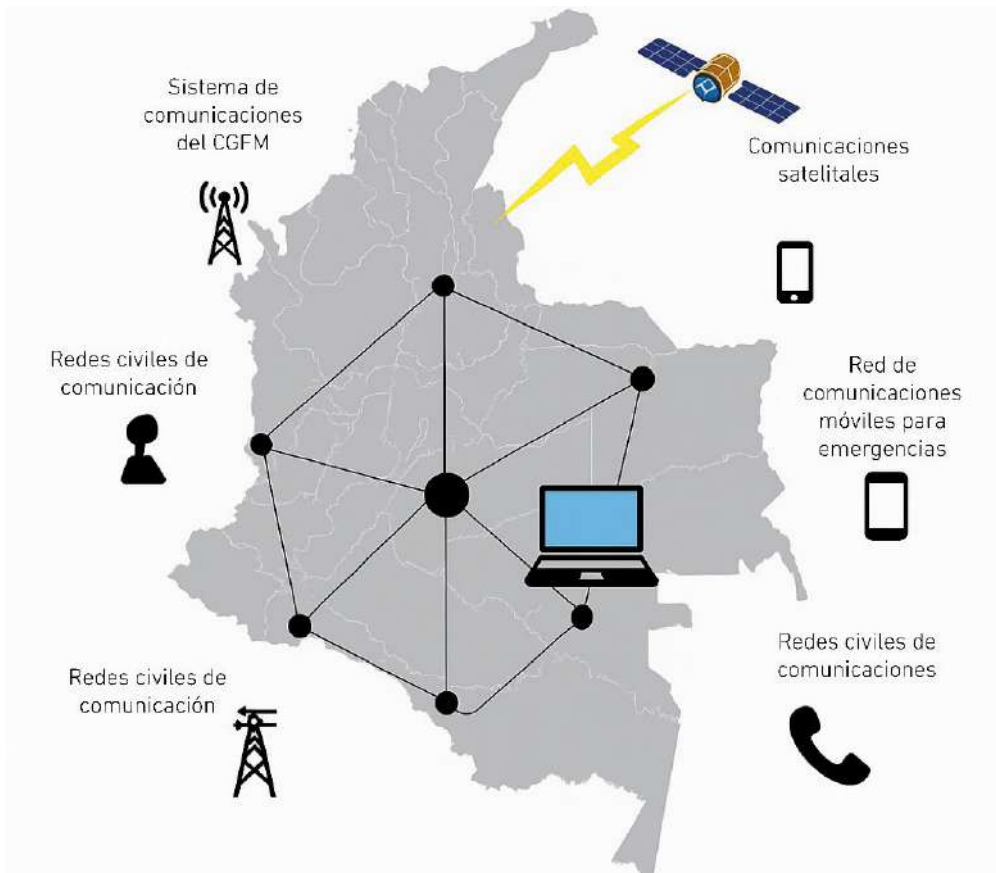 Sistema de
comunicaciones
del CGFM
Comunicaciones
satelitales
Redes civiles de
comunicación
Red de
comunicaciones
móviles para
emergencias
Redes civiles de
comunicación
Redes civiles de
comunicaciones